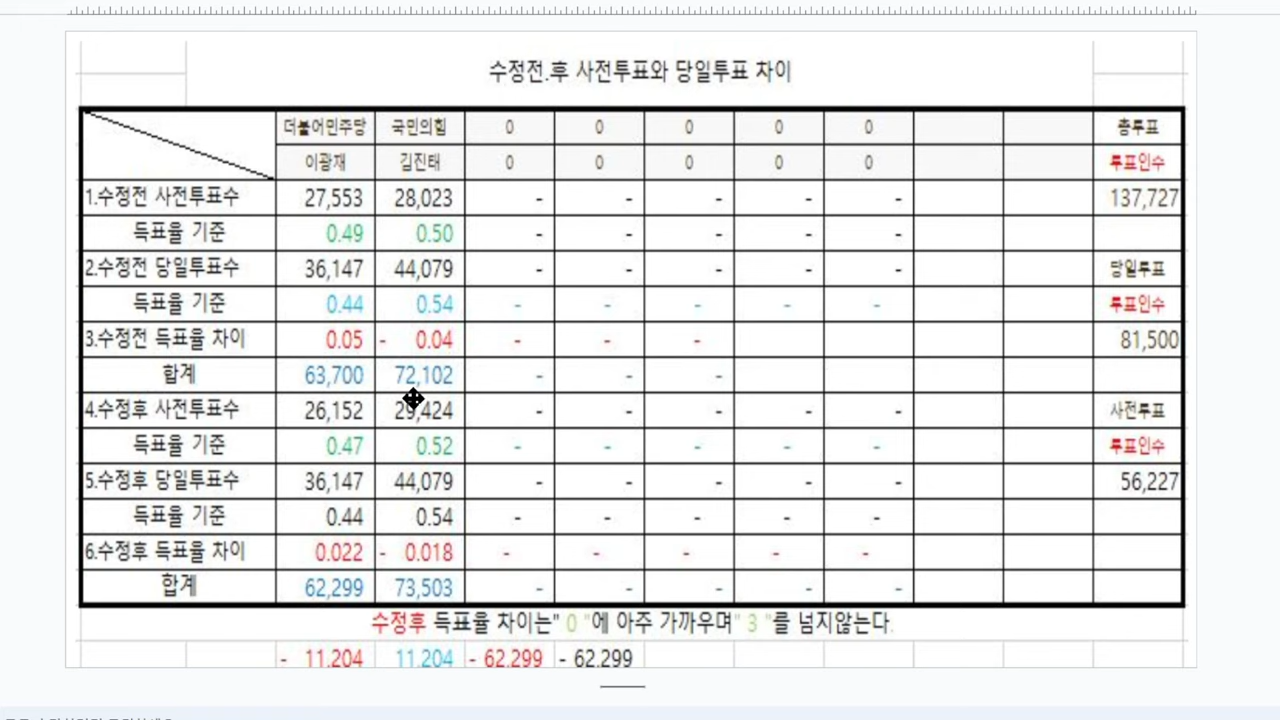 수정전.후 사전투표와 당일투표 차이
더불어민주당 국민의힘 0 0 0 0 0 총투표
이광재 김진태 0 0 0 0 0 투표인수
1.수정전 사전투표수 27,553 28,023 - - - - - 137,727
득표율 기준 0.49 0.50 - - - - -
2.수정전 당일투표수 36,147 44,079 - - - - - 당일투표
득표율 기준 0.44 0.54 - - - - - 투표인수
3.수정전 득표율 차이 0.05 - 0.04 - - - 81,500
합계 63,700 72,102 - - -
4.수정후 사전투표수 26,152 29,424 - - - - - 사전투표
득표율 기준 0.47 0.52 - - - - - 투표인수
5.수정후 당일투표수 36,147 44,079 - - - - - 56,227
득표율 기준 0.44 0.54 - - - - -
6.수정후 득표율 차이 0.022 - 0.018 - - - - -
합계 62,299 73,503 - - - - -
수정후 득표율 차이는" 0 "에 아주 가까우며" 3 "를 넘지않는다.
- 11,204 11,204 - 62,299 - 62,299